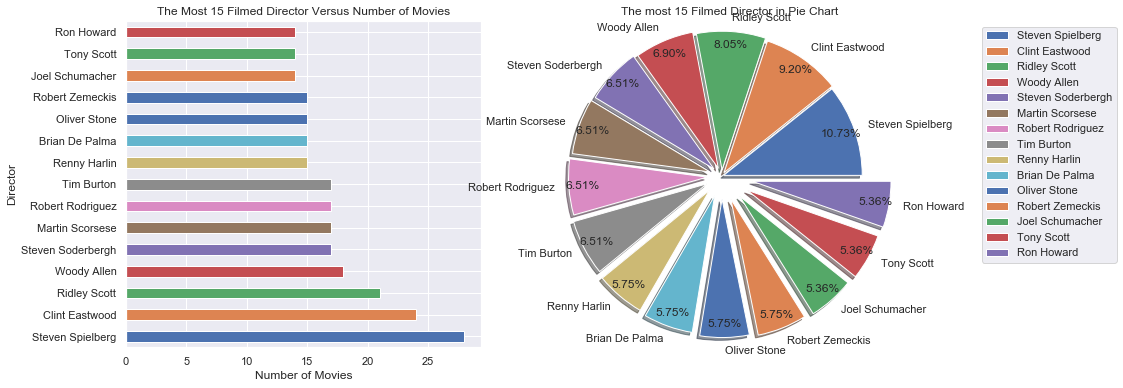 The Most 15 Filmed Director Versus Number of Movies
Director
Ron Howard
Tony Scott
Joel Schumacher
Robert Zemeckis
Oliver Stone
Brian De Palma
Renny Harlin
Tim Burton
Robert Rodriguez
Martin Scorsese
Steven Soderbergh
Woody Allen
Ridley Scott
Clint Eastwood
Steven Spielberg
0 5 10 15 20 25
Number of Movies
The most 15 Filmed Director in Pie Chart
Steven Spielberg
10.73%
Clint Eastwood
9.20%
Ridley Scott
8.05%
Woody Allen
6.90%
Steven Soderbergh
6.51%
Martin Scorsese
6.51%
Robert Rodriguez
6.51%
Tim Burton
6.51%
Renny Harlin
5.75%
Brian De Palma
5.75%
Oliver Stone
5.75%
Robert Zemeckis
5.75%
Joel Schumacher
5.36%
Tony Scott
5.36%
Ron Howard
5.36%
Steven Spielberg
Clint Eastwood
Ridley Scott
Woody Allen
Steven Soderbergh
Martin Scorsese
Robert Rodriguez
Tim Burton
Renny Harlin
Brian De Palma
Oliver Stone
Robert Zemeckis
Joel Schumacher
Tony Scott
Ron Howard